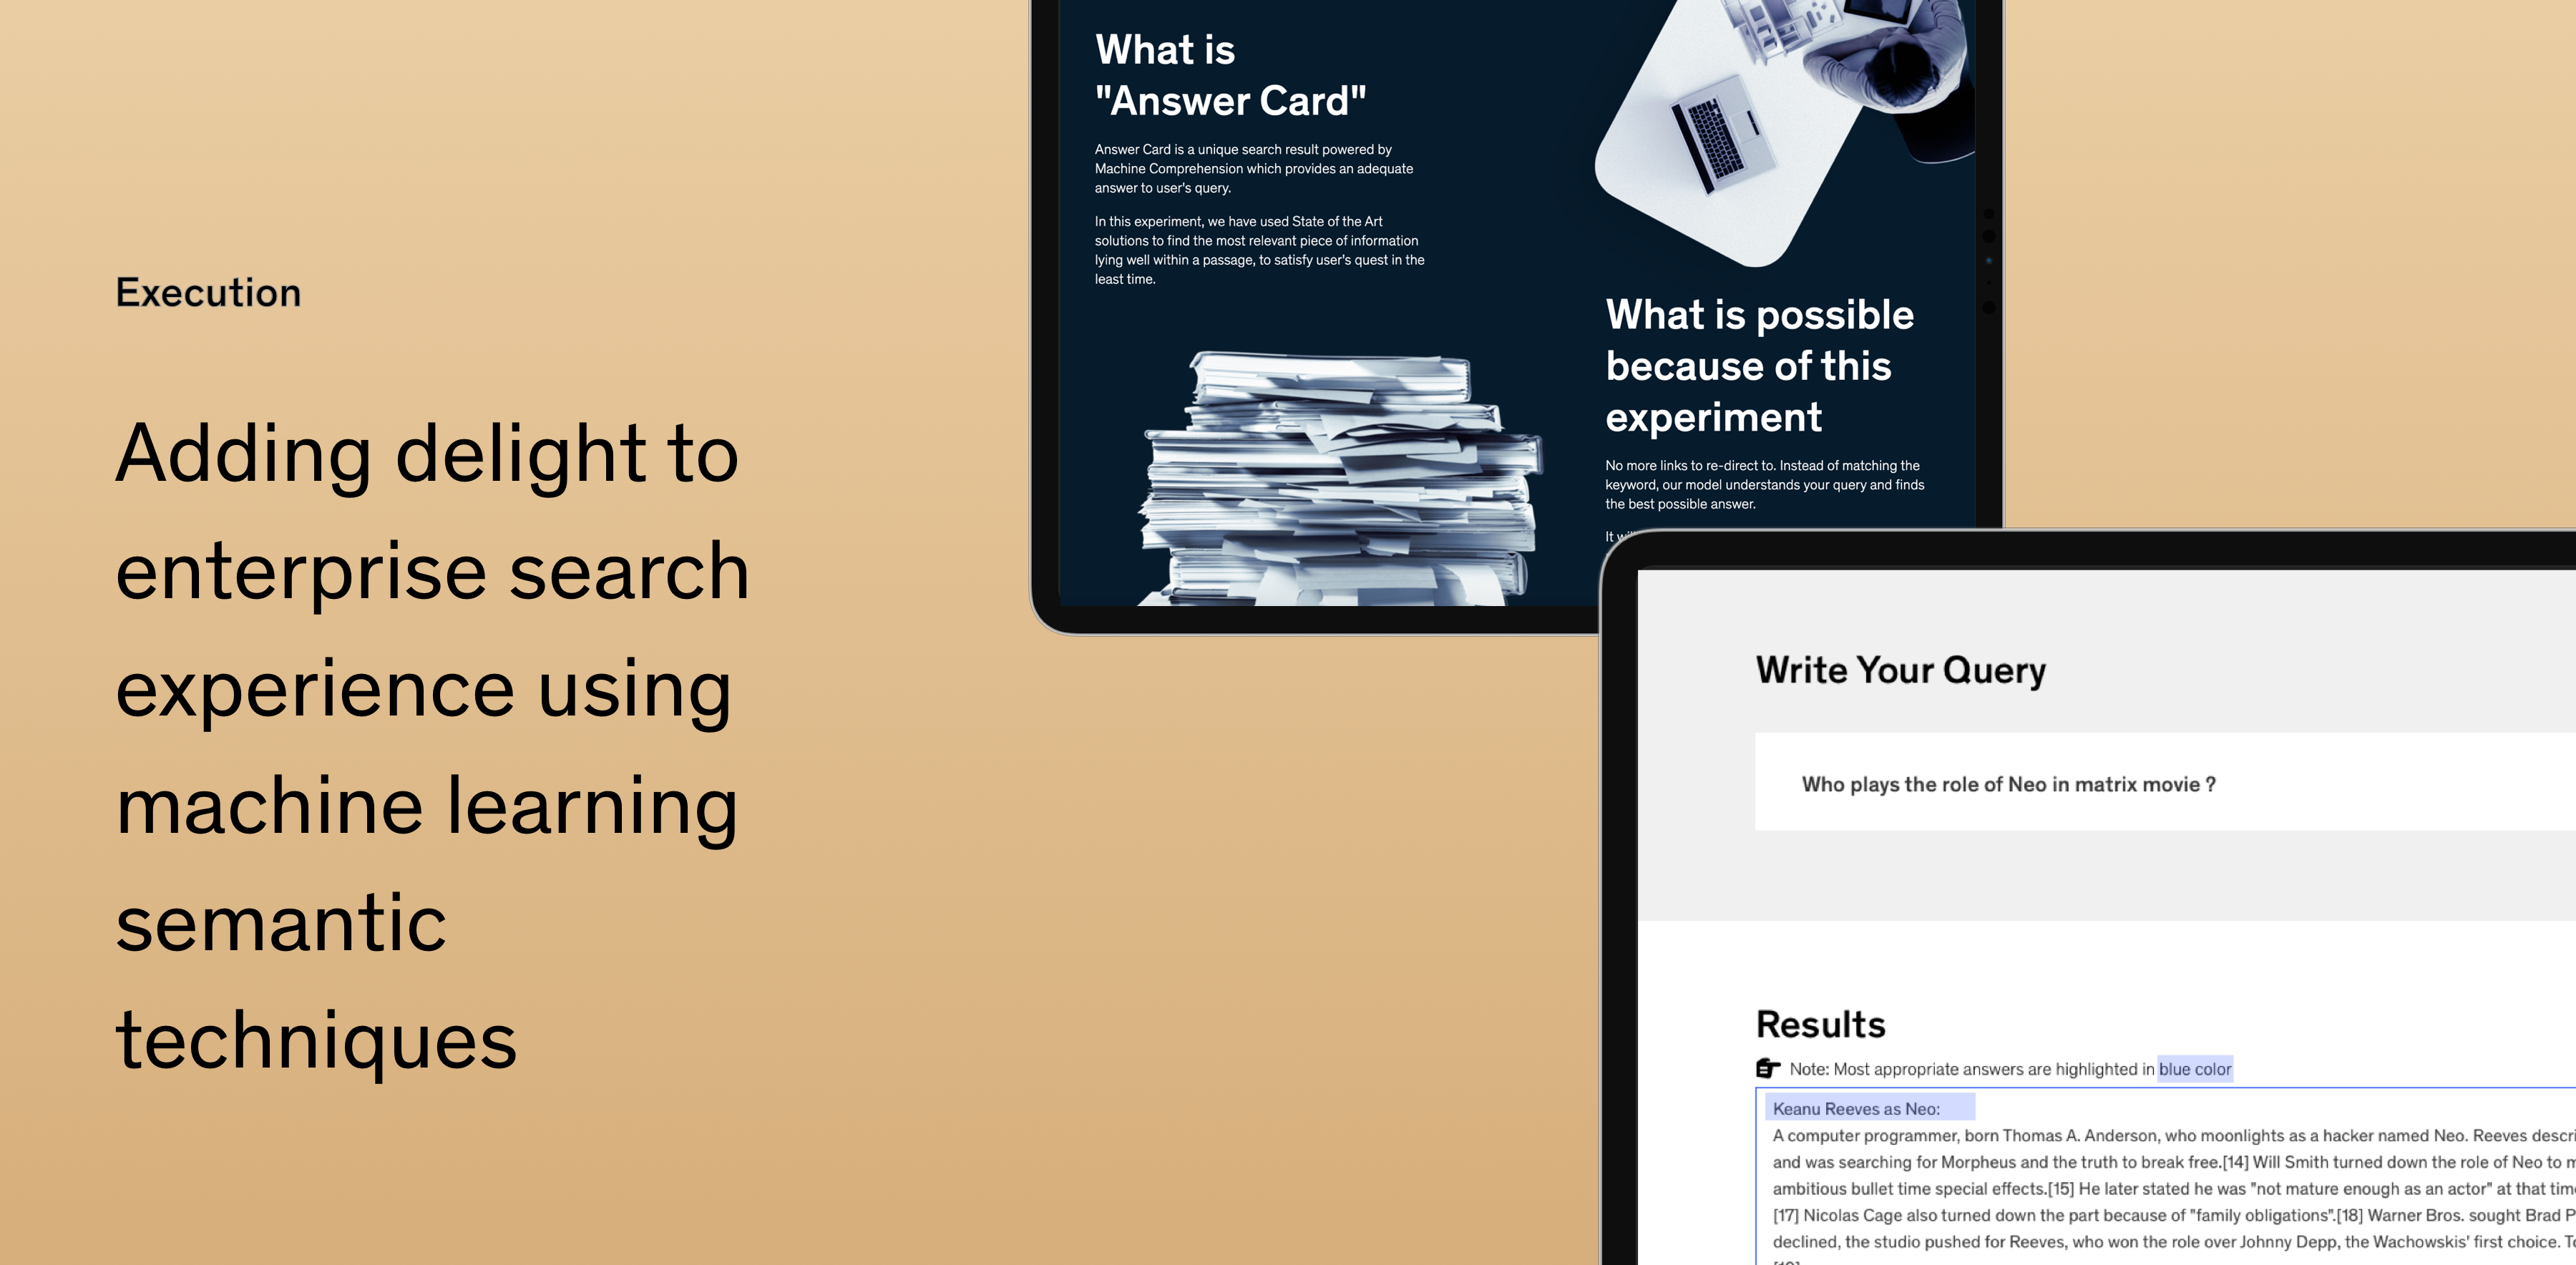 Execution
Adding delight to
enterprise search
experience using
machine learning
semantic
techniques
What is
"Answer Card"
Answer Card is a unique search result powered by
Machine Comprehension which provides an adequate
answer to user's query.
In this experiment, we have used State of the Art
solutions to find the most relevant piece of information
lying well within a passage, to satisfy user's quest in the
least time.
What is possible
because of this
experiment
No more links to re-direct to. Instead of matching the
keyword, our model understands your query and finds
the best possible answer.
It
Write Your Query
Who plays the role of Neo in matrix movie ?
Results
Note: Most appropriate answers are highlighted in blue color
Keanu Reeves as Neo:
A computer programmer, born Thomas A. Anderson, who moonlights as a hacker named Neo. Reeves
and was searching for Morpheus and the truth to break free.[14] Will Smith turned down the role of Neo to
ambitious bullet time special effects.[15] He later stated he was "not mature enough as an actor" at that
[17] Nicolas Cage also turned down the part because of "family obligations".[18] Warner Bros. sought Brad
declined, the studio pushed for Reeves, who won the role over Johnny Depp, the Wachowskis' first choice.